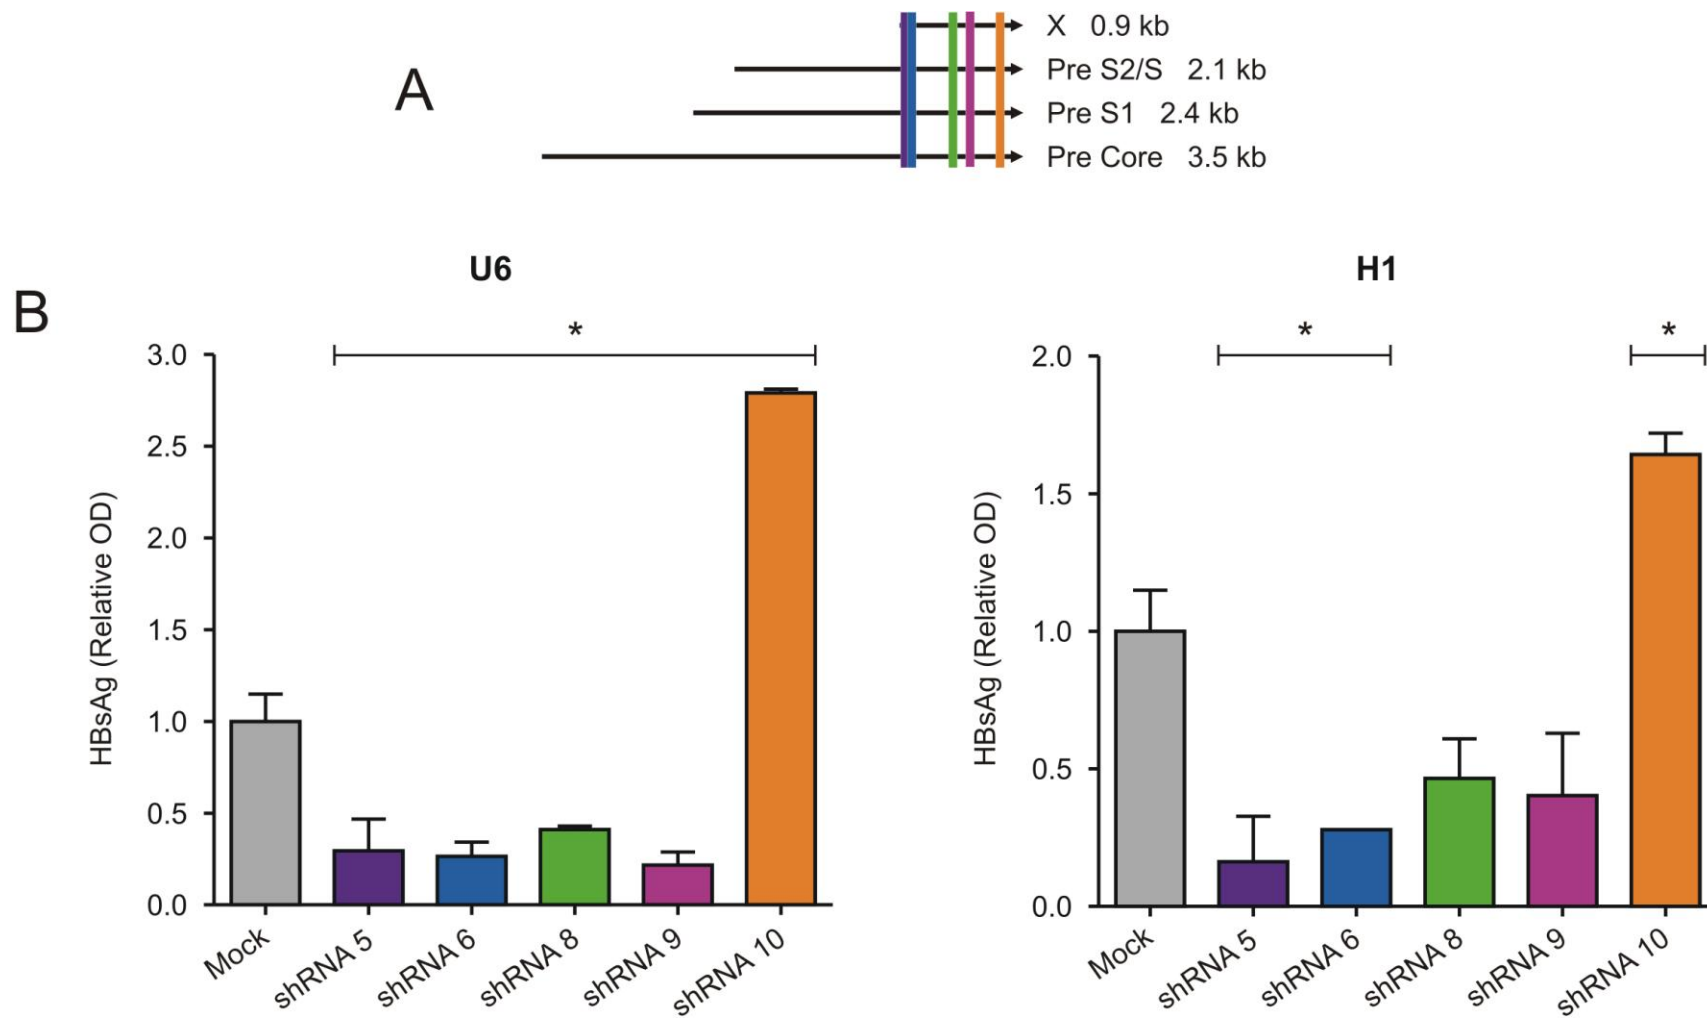 A
X 0.9 kb
Pre S2/S 2.1 kb
Pre S1 2.4 kb
Pre Core 3.5 kb
B
U6
*
HBsAg (Relative OD)
3.0
2.5
2.0
1.5
1.0
0.5
0.0
Mock
shRNA 5
shRNA 6
shRNA 8
shRNA 9
shRNA 10
H1
* *
HBsAg (Relative OD)
2.0
1.5
1.0
0.5
0.0
Mock
shRNA 5
shRNA 6
shRNA 8
shRNA 9
shRNA 10